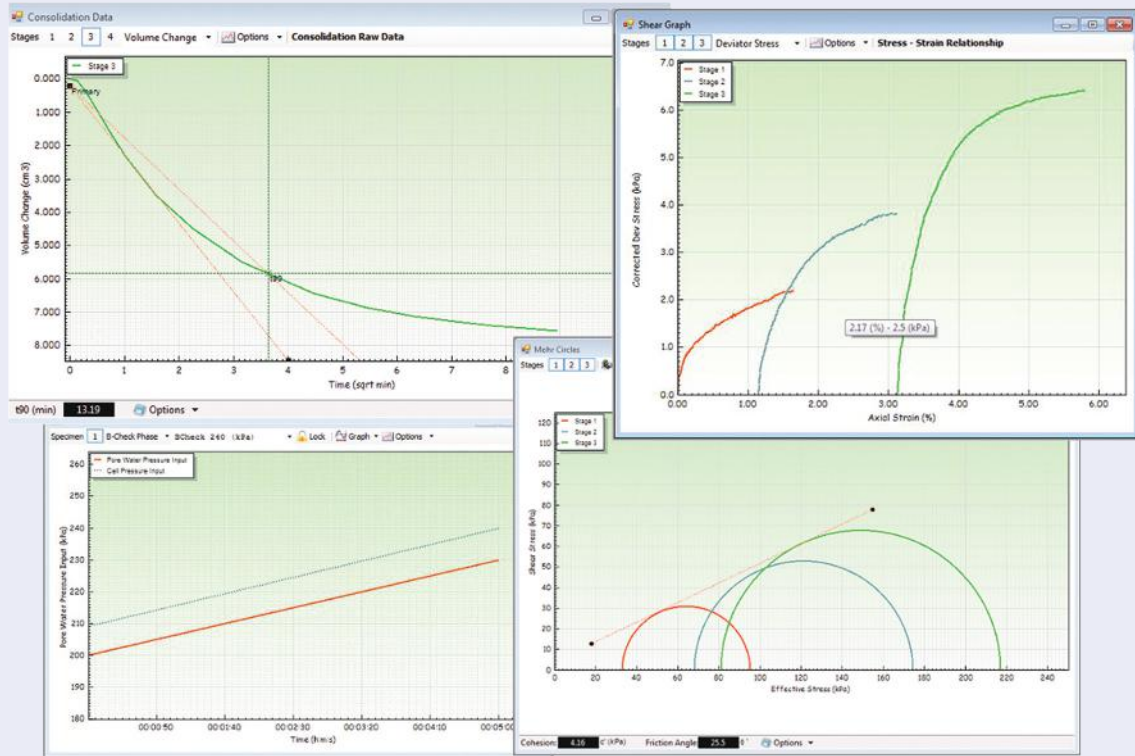 Consolidation Data
Stages 1 2 3 4 Volume Change Options Consolidation Raw Data
Stage 3
0.000
1.000
2.000
3.000
4.000
5.000
6.000
7.000
8.000
Volume Change (cm3)
Primary
t90
0 1 2 3 4 5 6 7 8
Time (sqrt min)
t90 (min) 13.19 Options
Shear Graph
Stages 1 2 3 Deviator Stress Options Stress - Strain Relationship
Stage 1
Stage 2
Stage 3
7.0
6.0
5.0
4.0
3.0
2.0
1.0
0.0
Corrected Dev Stress (kPa)
2.17 (%) - 2.5 (kPa)
0.00 1.00 2.00 3.00 4.00 5.00 6.00
Axial Strain (%)
Specimen 1 B-Check Phase BCheck 240 (kPa) Lock Graph Options
Pore Water Pressure Input
Cell Pressure Input
260
250
240
230
220
210
200
190
180
Pore Water Pressure Input (kPa)
00:00:50 00:01:40 00:02:30 00:03:20 00:04:10 00:05:00
Time (h:m:s)
Mohr Circles
Stages 1 2 3
Stage 1
Stage 2
Stage 3
120
110
100
90
80
70
60
50
40
30
20
10
0
Shear Stress (kPa)
0 20 40 60 80 100 120 140 160 180 200 220 240
Effective Stress (kPa)
Cohesion: 4.16 c' (kPa) Friction Angle: 25.5 θ ' Options